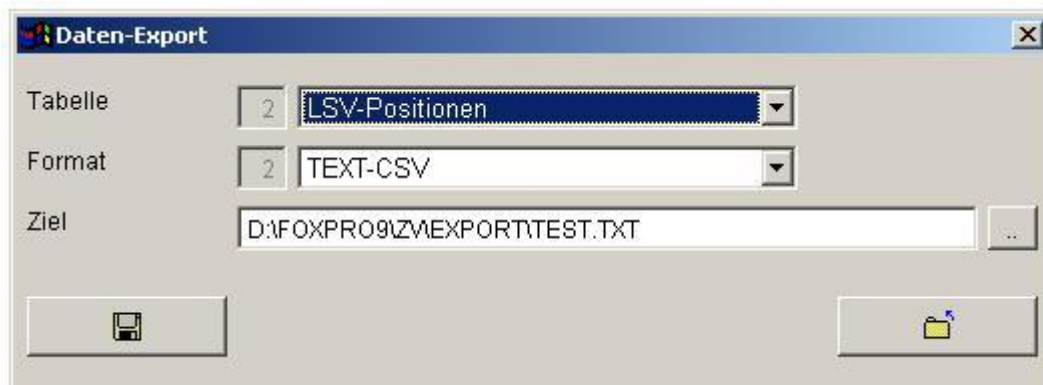 Daten-Export
Tabelle 2 LSV-Positionen
Format 2 TEXT-CSV
Ziel D:\FOXPRO9\ZV\EXPORT\TEST.TXT ..